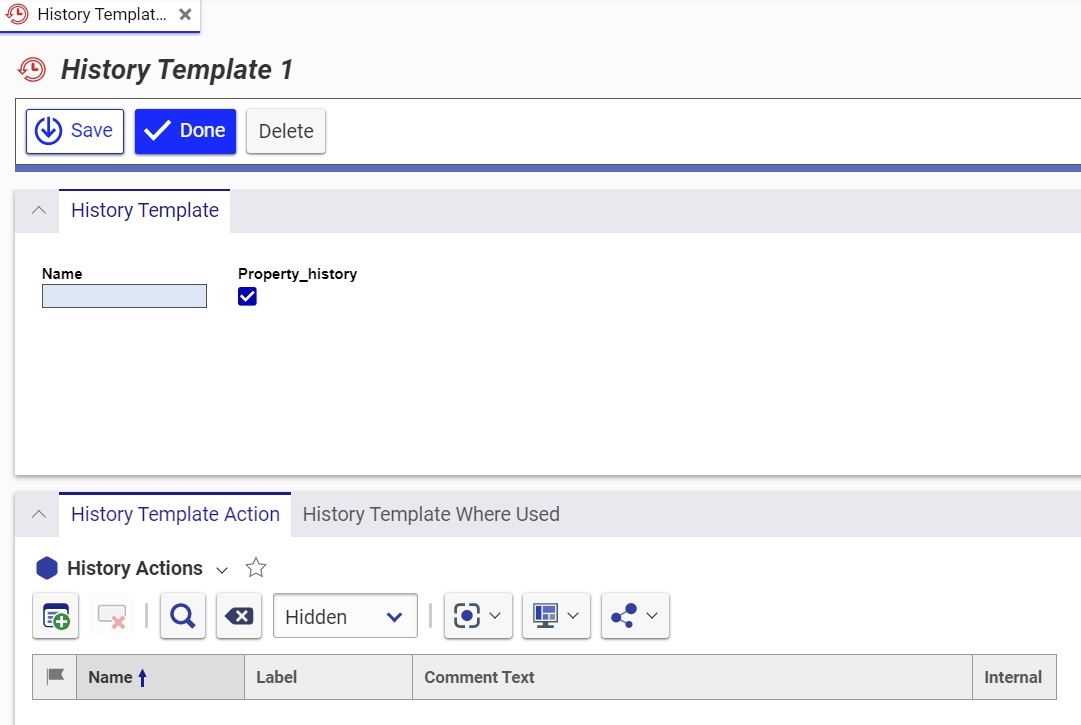 History Templat...
History Template 1
Save Done Delete
History Template
Name Property_history
History Template Action History Template Where Used
History Actions
Hidden
Name Label Comment Text Internal